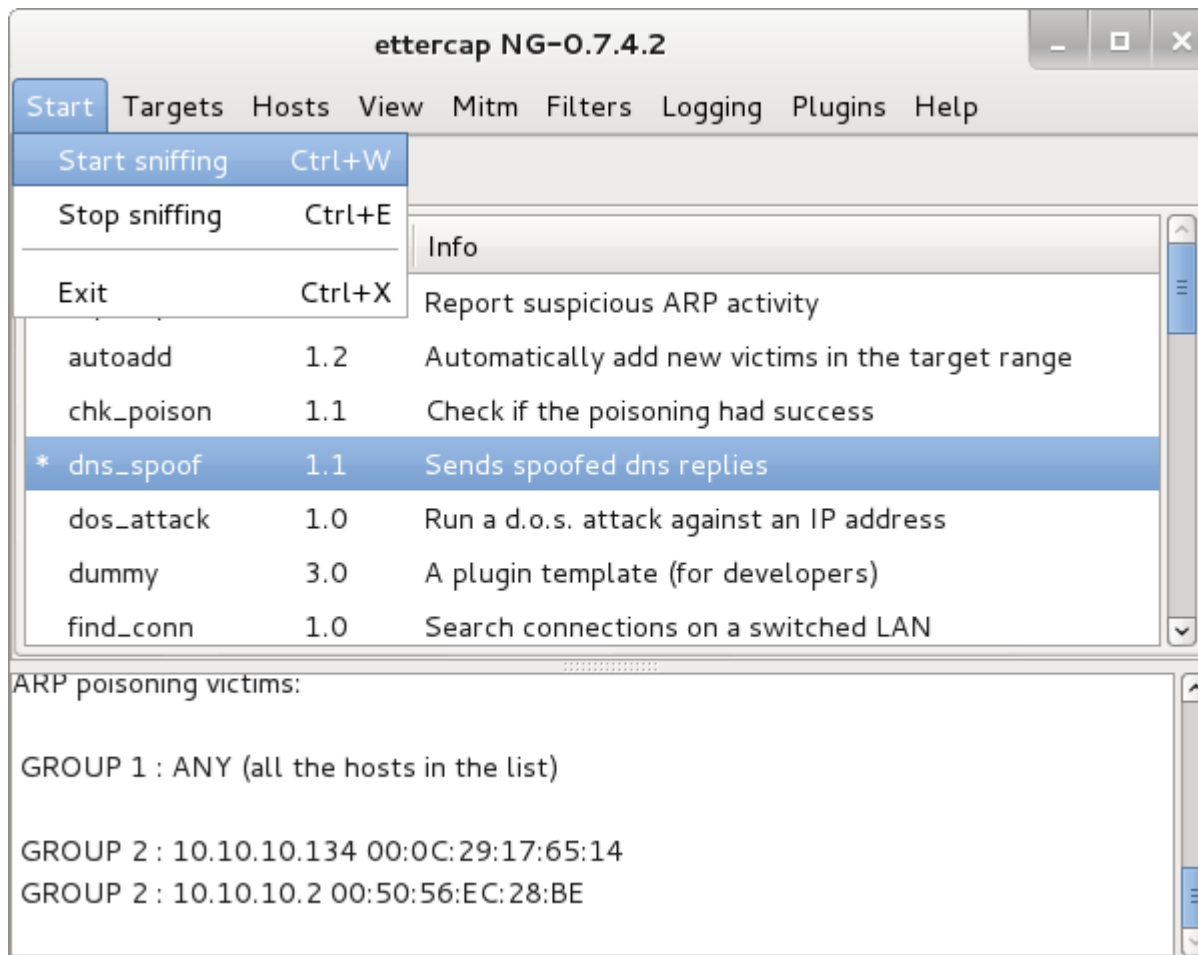 ettercap NG-0.7.4.2
Start Targets Hosts View Mitm Filters Logging Plugins Help
Start sniffing Ctrl+W
Stop sniffing Ctrl+E
Exit Ctrl+X
Info
Report suspicious ARP activity
autoadd 1.2 Automatically add new victims in the target range
chk_poison 1.1 Check if the poisoning had success
* dns_spoof 1.1 Sends spoofed dns replies
dos_attack 1.0 Run a d.o.s. attack against an IP address
dummy 3.0 A plugin template (for developers)
find_conn 1.0 Search connections on a switched LAN
ARP poisoning victims:
GROUP 1 : ANY (all the hosts in the list)
GROUP 2 : 10.10.10.134 00:0C:29:17:65:14
GROUP 2 : 10.10.10.2 00:50:56:EC:28:BE